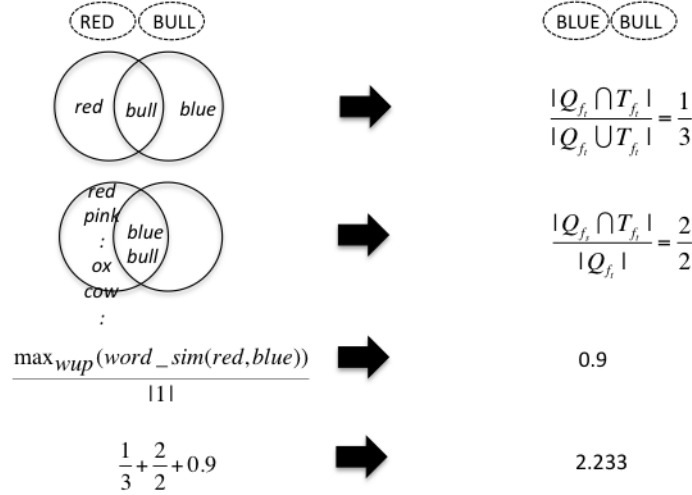 RED BULL BLUE BULL
red bull blue
|Q_{f_t} ⋂ T_{f_t}| / |Q_{f_t} ⋃ T_{f_t}| = 1/3
red
pink
:
ox
cow
:
blue
bull
|Q_{f_s} ⋂ T_{f_t}| / |Q_{f_t}| = 2/2
max_{wup}(word_sim(red,blue)) / |1|
0.9
1/3 + 2/2 + 0.9
2.233